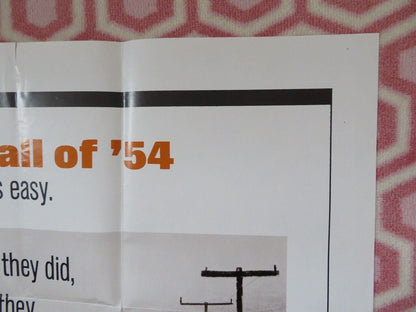 all of '54
s easy.
they did,
they